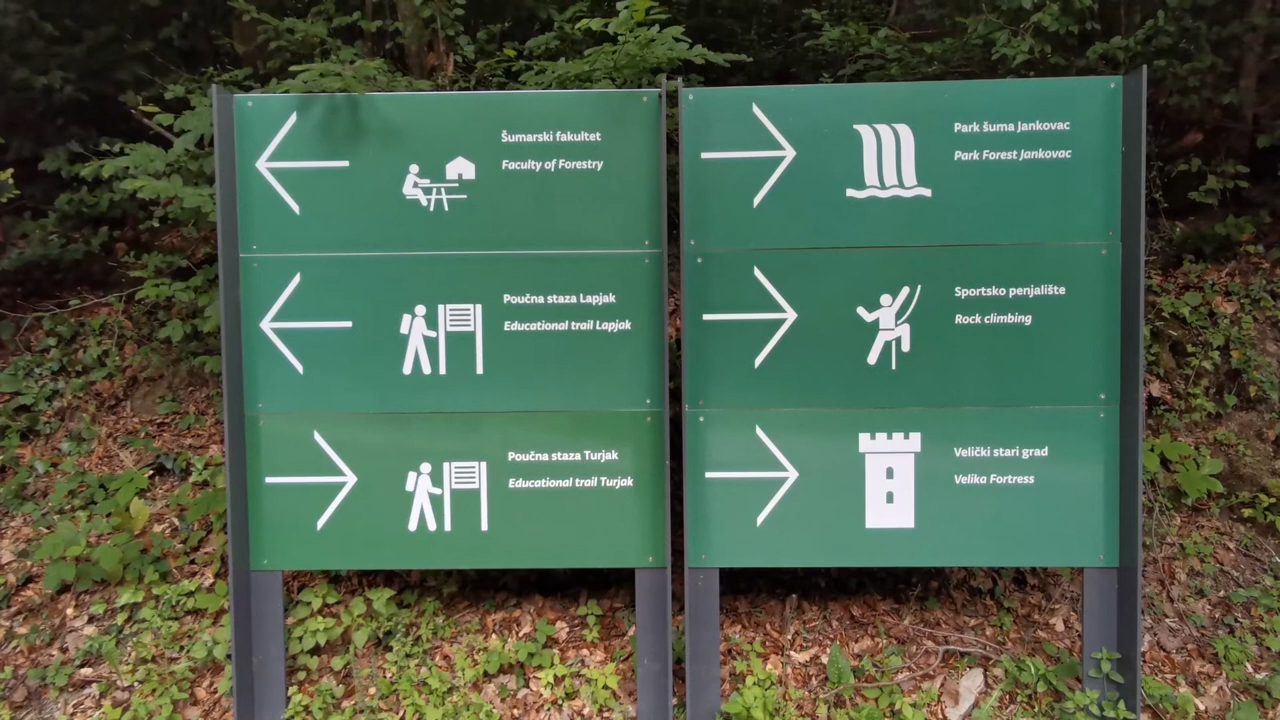 Šumarski fakultet
Faculty of Forestry
Poučna staza Lapjak
Educational trail Lapjak
Poučna staza Turjak
Educational trail Turjak
Park šuma Jankovac
Park Forest Jankovac
Sportsko penjalište
Rock climbing
Velički stari grad
Velika Fortress